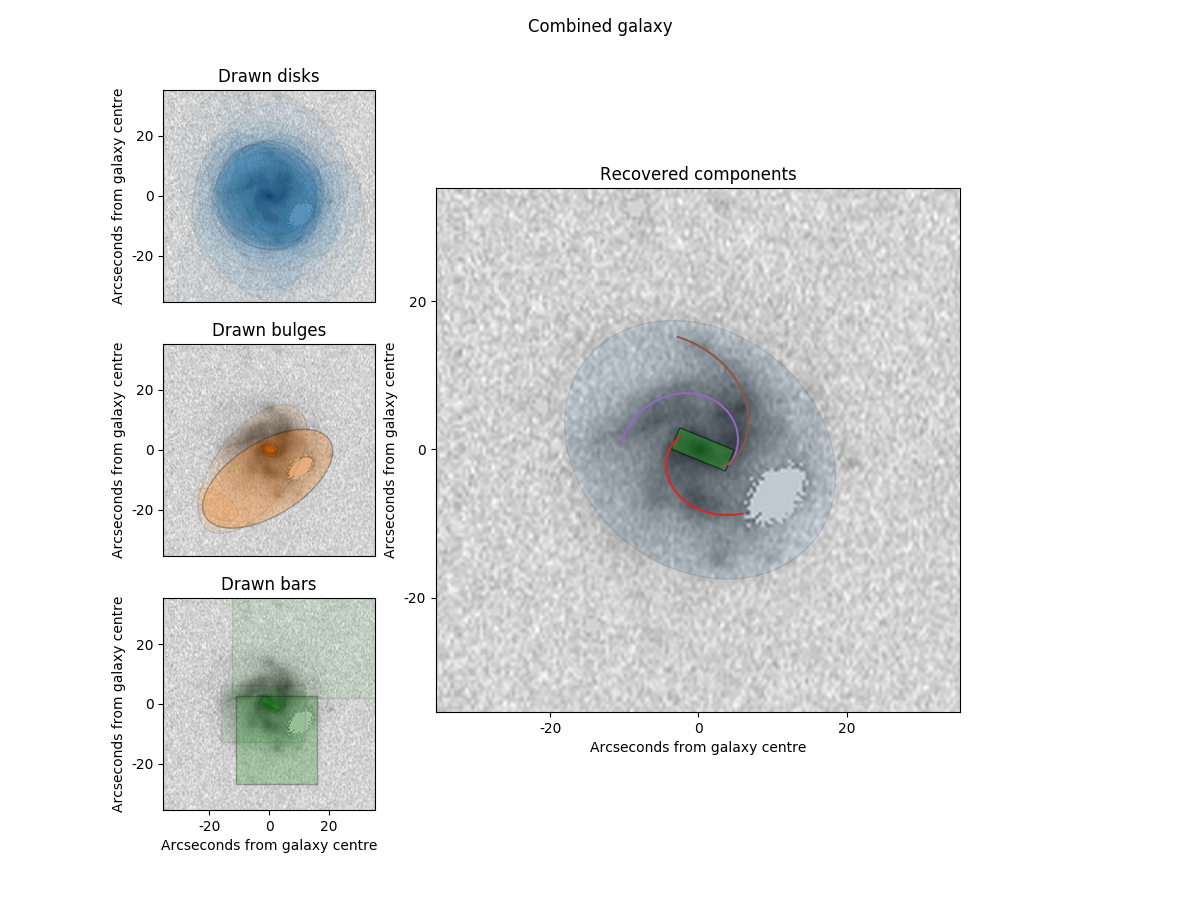 Combined galaxy
Drawn disks
Arcseconds from galaxy centre
20
0
-20
Drawn bulges
Arcseconds from galaxy centre
20
0
-20
Drawn bars
Arcseconds from galaxy centre
20
0
-20
-20 0 20
Arcseconds from galaxy centre
Recovered components
Arcseconds from galaxy centre
20
0
-20
-20 0 20
Arcseconds from galaxy centre